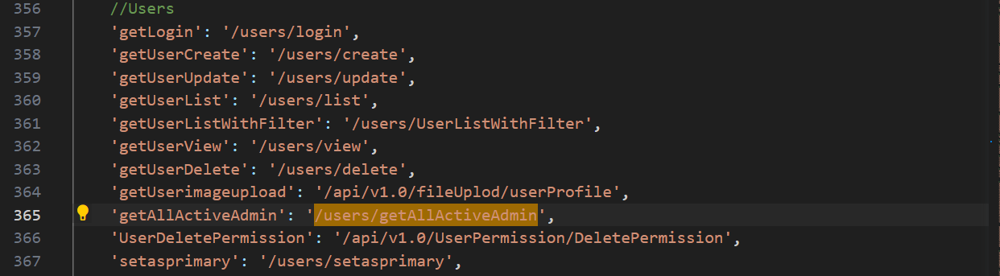 356 //Users
357 'getLogin': '/users/login',
358 'getUserCreate': '/users/create',
359 'getUserUpdate': '/users/update',
360 'getUserList': '/users/list',
361 'getUserListWithFilter': '/users/UserListWithFilter',
362 'getUserView': '/users/view',
363 'getUserDelete': '/users/delete',
364 'getUserimageupload': '/api/v1.0/fileUplod/userProfile',
365 'getAllActiveAdmin': '/users/getAllActiveAdmin',
366 'UserDeletePermission': '/api/v1.0/UserPermission/DeletePermission',
367 'setasprimary': '/users/setasprimary',